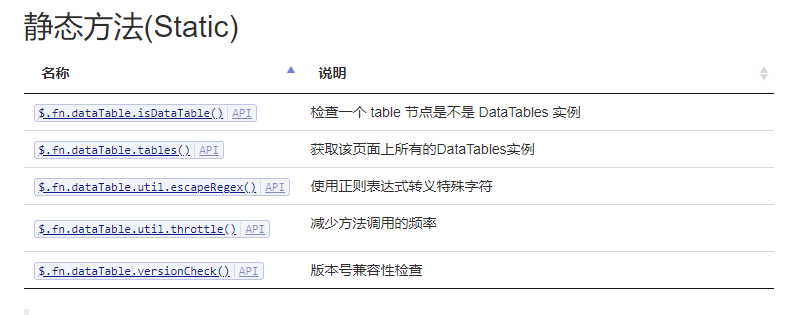 静态方法(Static)
名称 说明
$.fn.dataTable.isDataTable() API 检查一个 table 节点是不是 DataTables 实例
$.fn.dataTable.tables() API 获取该页面上所有的DataTables实例
$.fn.dataTable.util.escapeRegex() API 使用正则表达式转义特殊字符
$.fn.dataTable.util.throttle() API 减少方法调用的频率
$.fn.dataTable.versionCheck() API 版本号兼容性检查